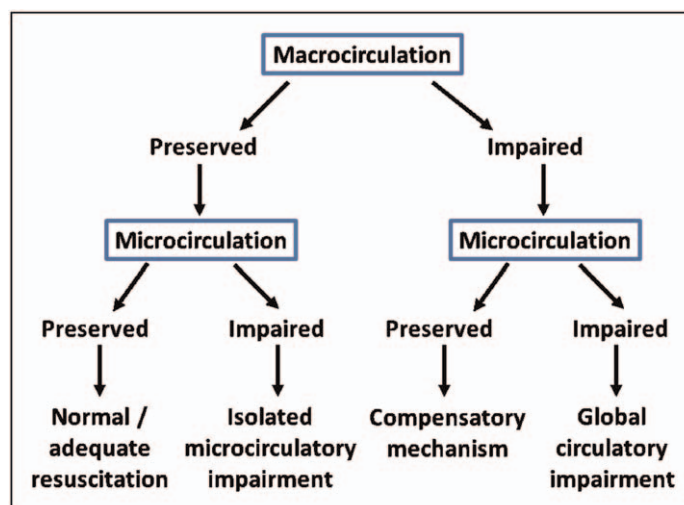 Macrocirculation
Preserved
Impaired
Microcirculation
Microcirculation
Preserved
Impaired
Preserved
Impaired
Normal /
adequate
resuscitation
Isolated
microcirculatory
impairment
Compensatory
mechanism
Global
circulatory
impairment